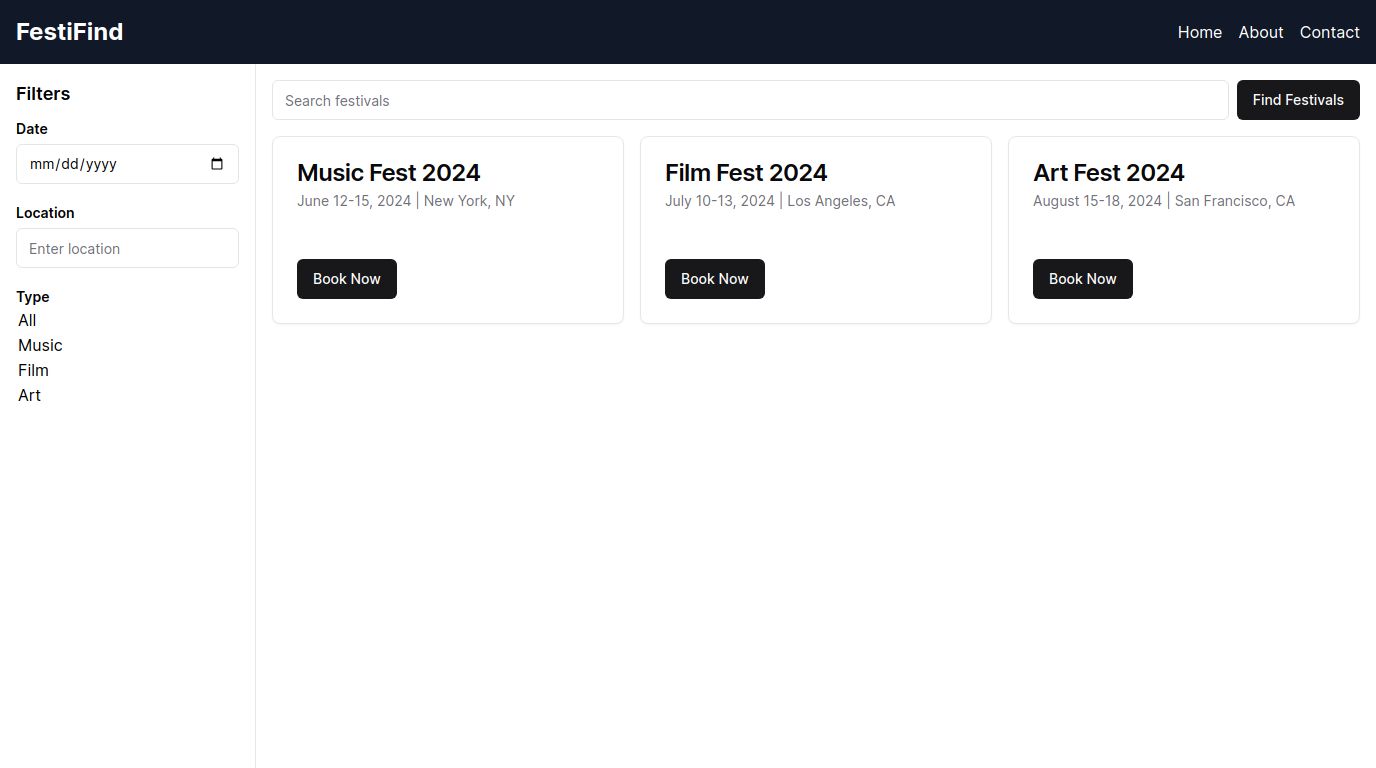 FestiFind
Home About Contact
Filters
Date
mm/dd/yyyy
Location
Enter location
Type
All
Music
Film
Art
Search festivals
Find Festivals
Music Fest 2024
June 12-15, 2024 | New York, NY
Book Now
Film Fest 2024
July 10-13, 2024 | Los Angeles, CA
Book Now
Art Fest 2024
August 15-18, 2024 | San Francisco, CA
Book Now